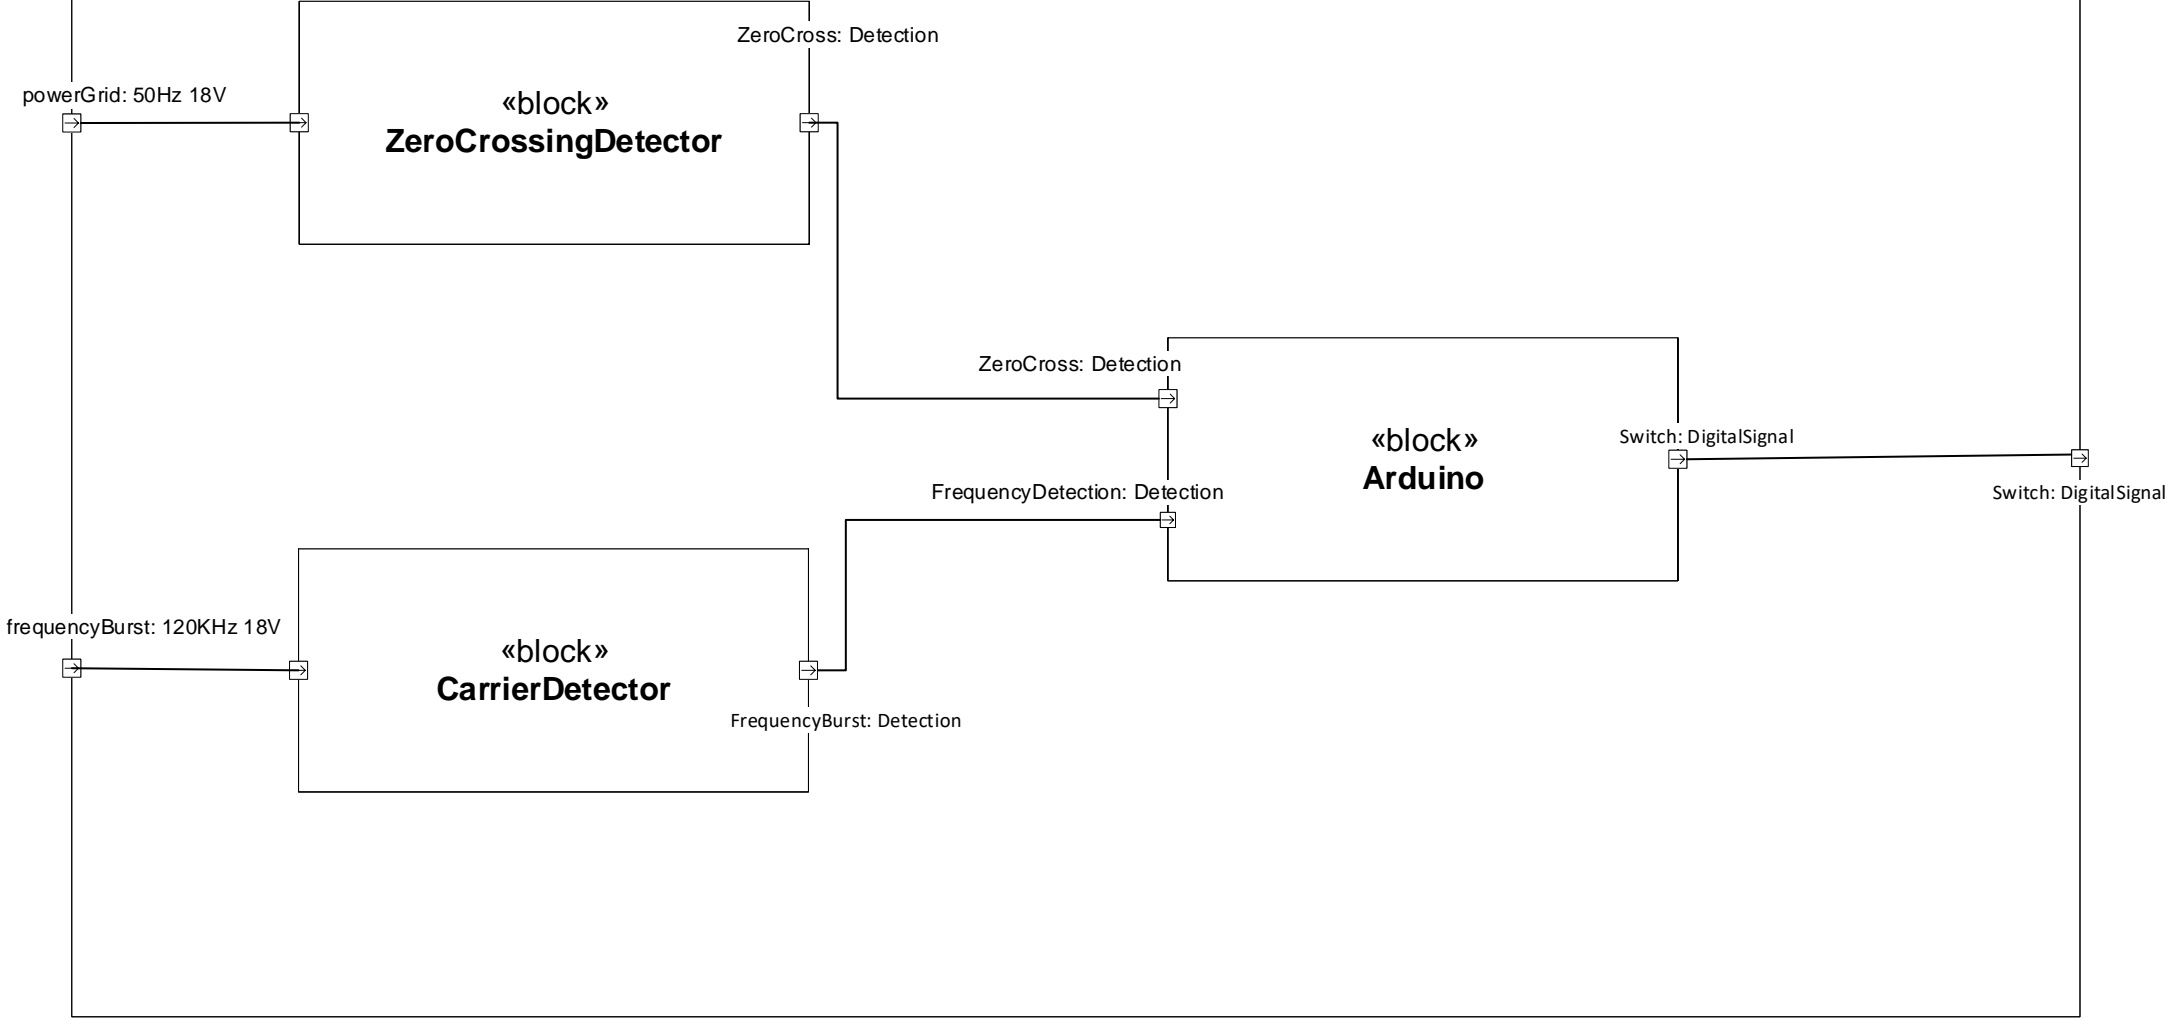 ZeroCross: Detection
powerGrid: 50Hz 18V
«block»
ZeroCrossingDetector
ZeroCross: Detection
«block»
Arduino
Switch: DigitalSignal
Switch: DigitalSignal
FrequencyDetection: Detection
frequencyBurst: 120KHz 18V
«block»
CarrierDetector
FrequencyBurst: Detection